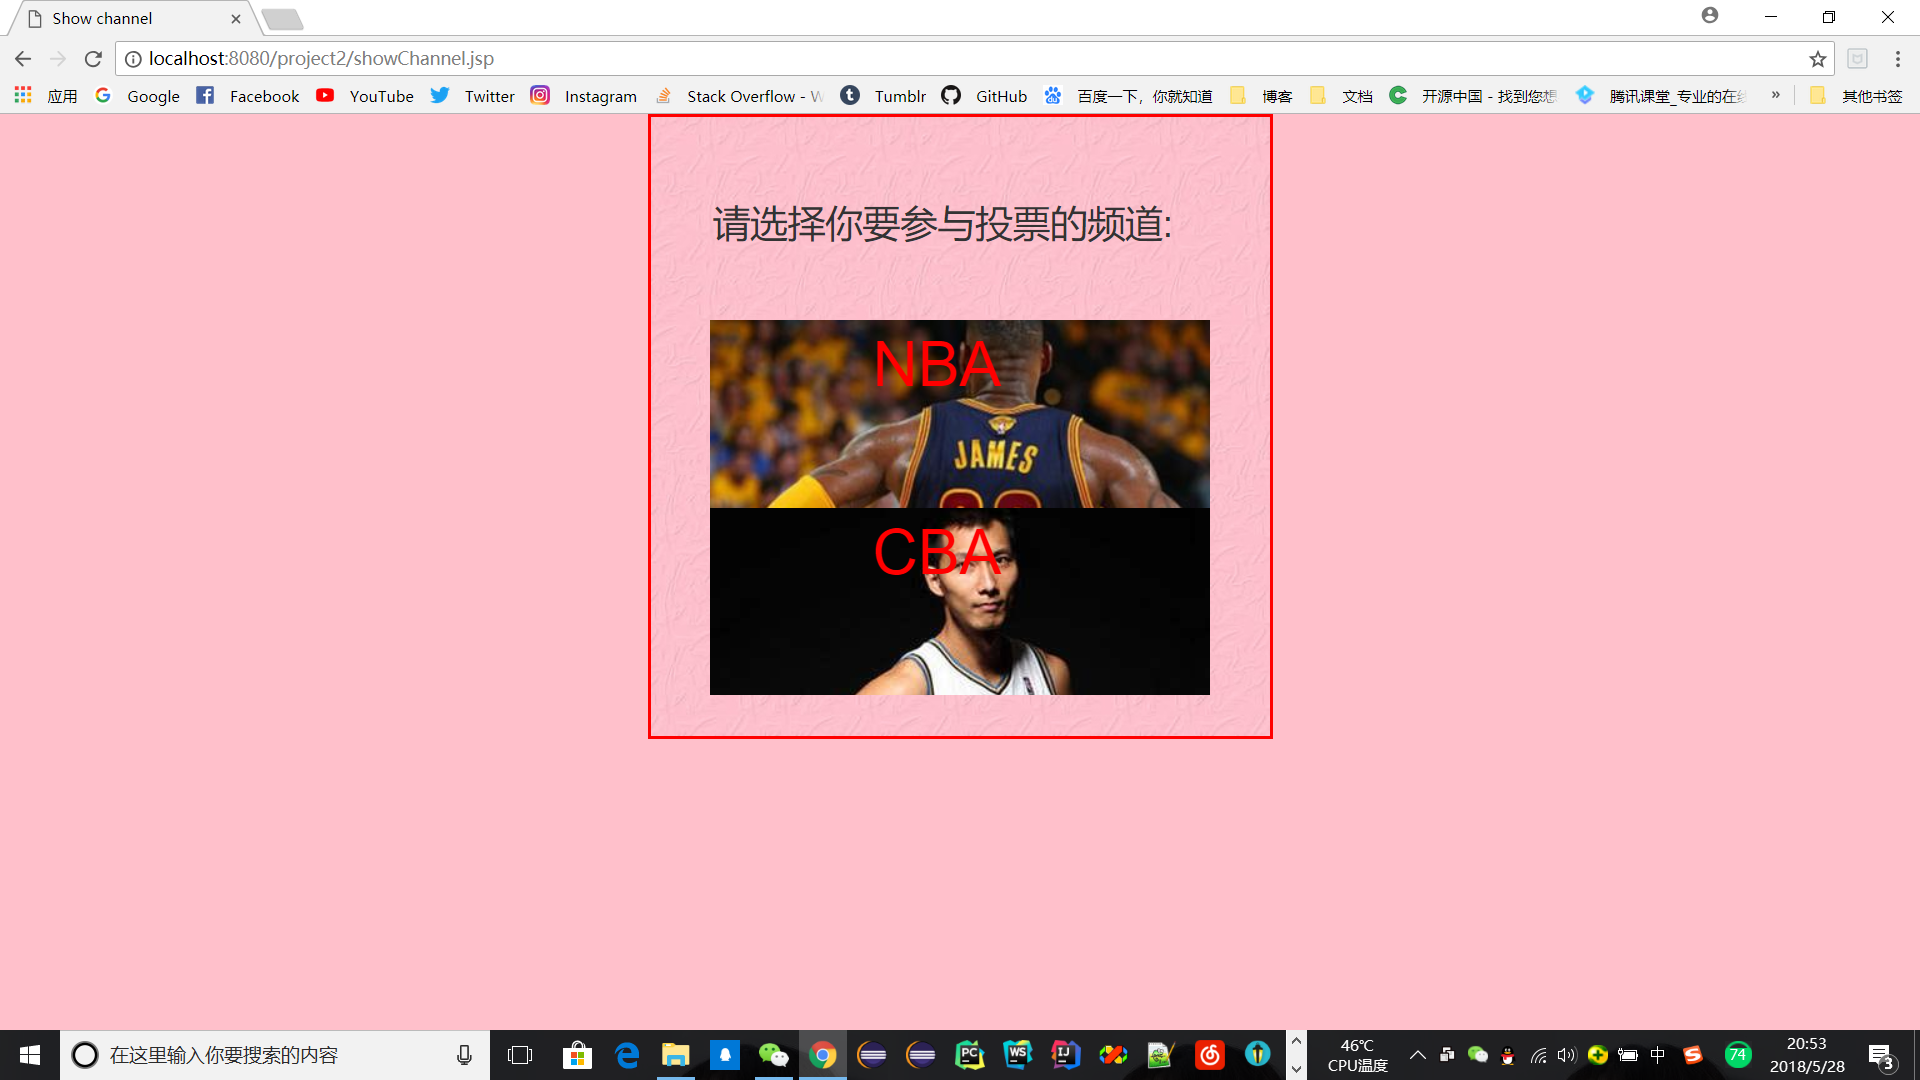 Show channel
localhost:8080/project2/showChannel.jsp
应用 Google Facebook YouTube Twitter Instagram Stack Overflow - W Tumblr GitHub 百度一下，你就知道 博客 文档 开源中国 - 找到您想 腾讯课堂_专业的在线 » 其他书签
请选择你要参与投票的频道:
NBA
JAMES
CBA
在这里输入你要搜索的内容
PC
WS
IJ
46℃
CPU温度
中
74
20:53
2018/5/28
3